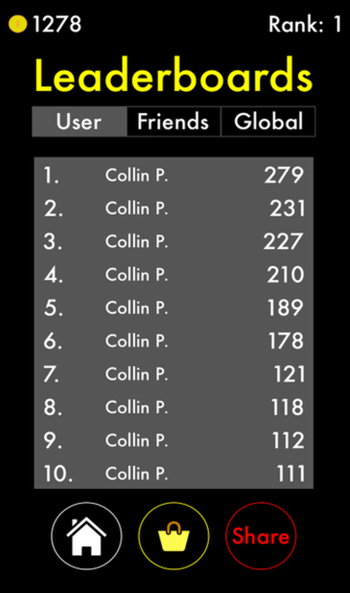 1278 Rank: 1
Leaderboards
User Friends Global
1. Collin P. 279
2. Collin P. 231
3. Collin P. 227
4. Collin P. 210
5. Collin P. 189
6. Collin P. 178
7. Collin P. 121
8. Collin P. 118
9. Collin P. 112
10. Collin P. 111
Share